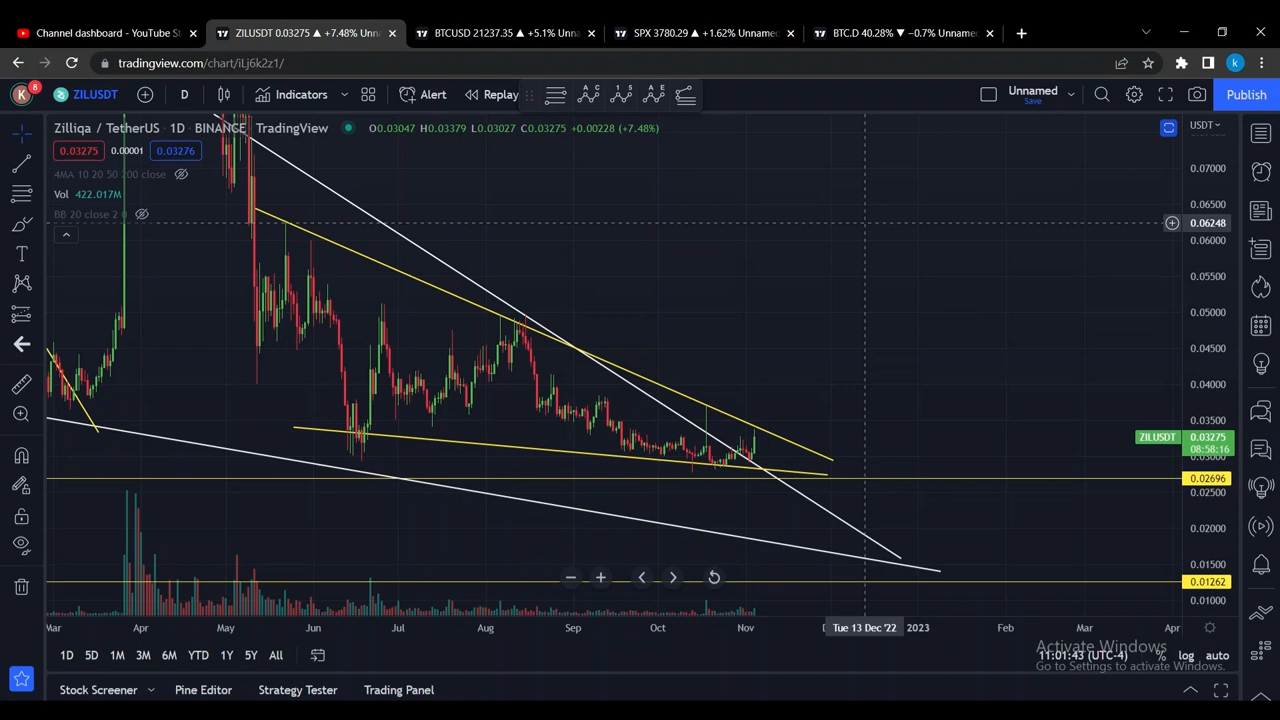 Channel dashboard - YouTube St
ZILUSDT 0.03275 ▲ +7.48% Unna
BTCUSD 21237.35 ▲ +5.1% Unna
SPX 3780.29 ▲ +1.62% Unname
BTC.D 40.28% ▼ −0.7% Unname
tradingview.com/chart/iLj6k2z1/
k
K 8 ZILUSDT D Indicators Alert Replay Unnamed Save Publish
Zilliqa / TetherUS · 1D · BINANCE TradingView O0.03047 H0.03379 L0.03027 C0.03275 +0.00228 (+7.48%)
USDT
0.03275 0.00001 0.03276
4MA 10 20 50 200 close
Vol 422.017M
BB 20 close 2 0
0.07000
0.06500
0.06248
0.06000
0.05500
0.05000
0.04500
0.04000
0.03500
ZILUSDT 0.03275
08:58:16
0.02696
0.02500
0.02000
0.01500
0.01262
0.01000
Mar Apr May Jun Jul Aug Sep Oct Nov Tue 13 Dec '22 2023 Feb Mar Apr
1D 5D 1M 3M 6M YTD 1Y 5Y All 11:01:43 (UTC-4) % log auto
Activate Windows
Go to Settings to activate Windows.
Stock Screener Pine Editor Strategy Tester Trading Panel